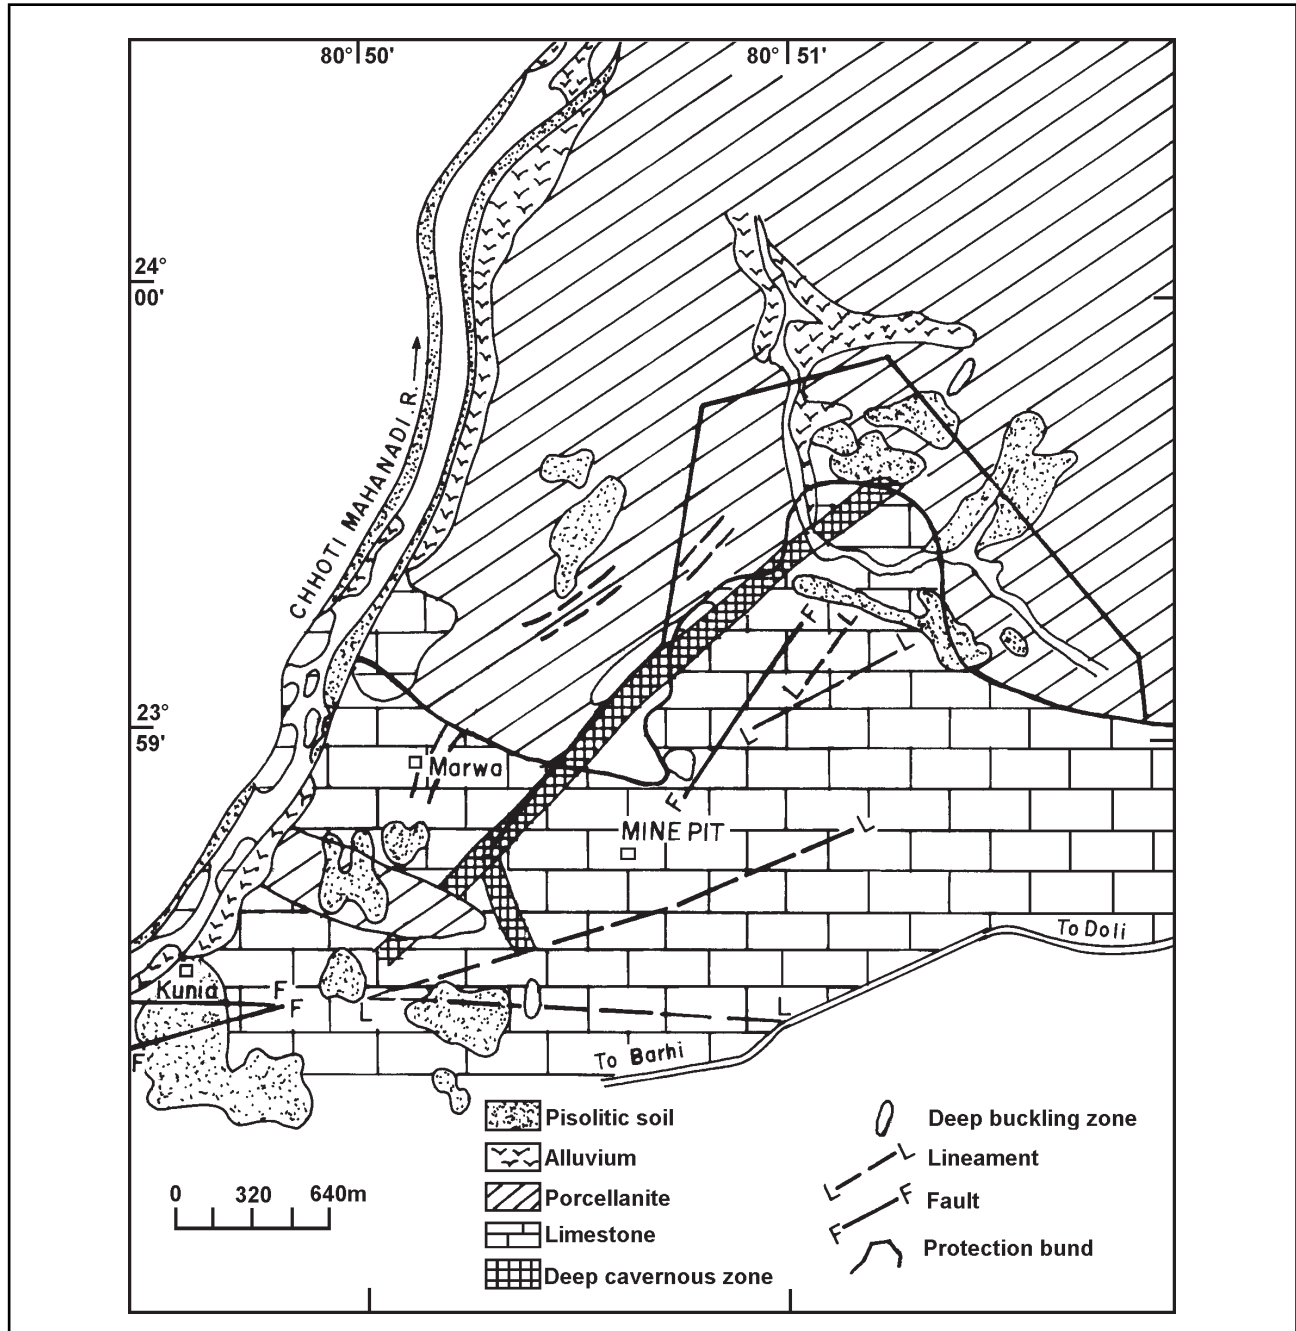 80° 50'
80° 51'
24°
00'
CHHOTI MAHANADI R.
23°
59'
F
L
L
L
L
Marwa
F
MINE PIT
L
To Doli
Kunia
F
F
L
L
F
To Barhi
Pisolitic soil
Alluvium
Porcellanite
Limestone
Deep cavernous zone
Deep buckling zone
L
L
Lineament
F
F
Fault
Protection bund
0 320 640m